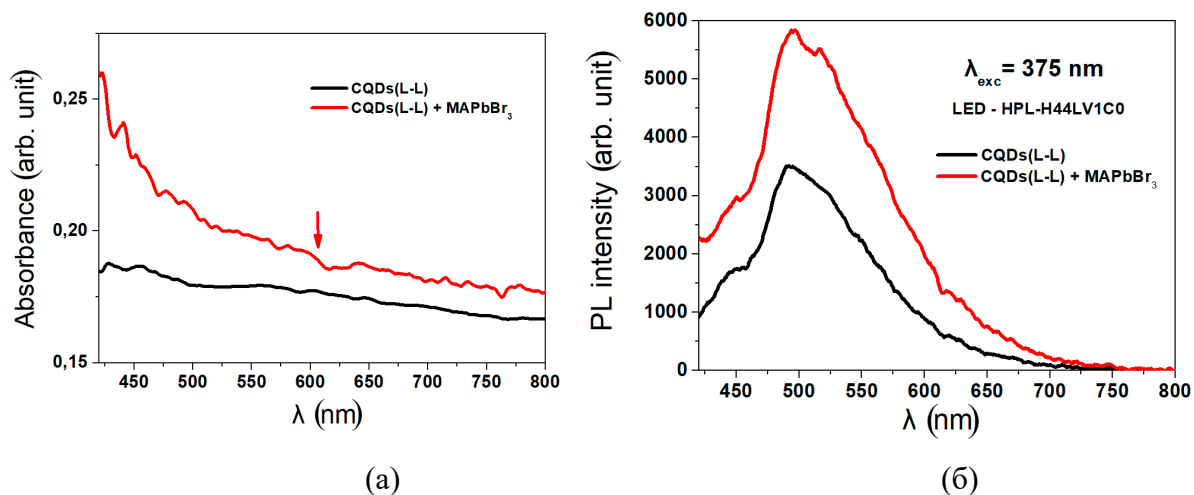 Absorbance (arb. unit)
0,25
0,20
0,15
CQDs(L-L)
CQDs(L-L) + MAPbBr₃
450 500 550 600 650 700 750 800
λ (nm)
(а)
PL intensity (arb. unit)
6000
5000
4000
3000
2000
1000
0
λexc = 375 nm
LED - HPL-H44LV1C0
CQDs(L-L)
CQDs(L-L) + MAPbBr₃
450 500 550 600 650 700 750 800
λ (nm)
(б)